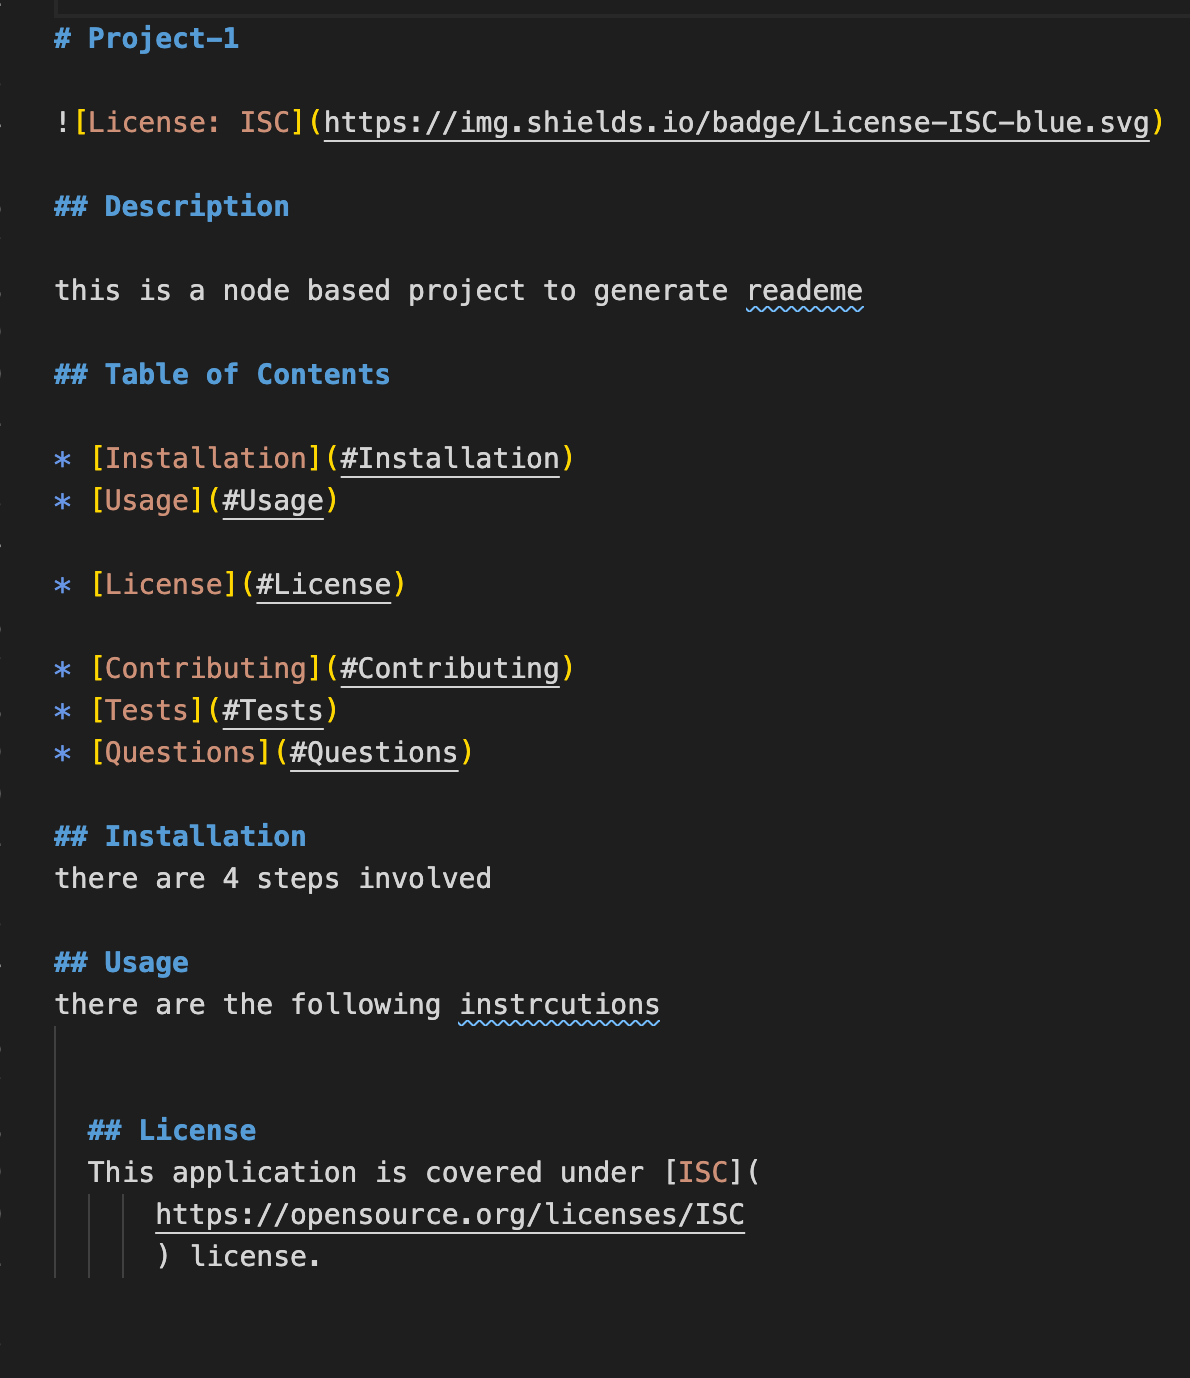 # Project-1
![License: ISC](https://img.shields.io/badge/License-ISC-blue.svg)
## Description
this is a node based project to generate reademe
## Table of Contents
* [Installation](#Installation)
* [Usage](#Usage)
* [License](#License)
* [Contributing](#Contributing)
* [Tests](#Tests)
* [Questions](#Questions)
## Installation
there are 4 steps involved
## Usage
there are the following instrcutions
## License
This application is covered under [ISC](
https://opensource.org/licenses/ISC
) license.